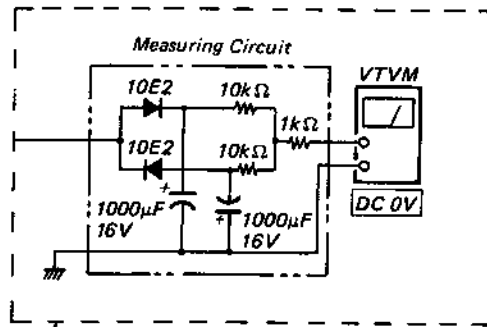 Measuring Circuit
VTVM
10E2
10kΩ
1kΩ
10E2
10kΩ
+
1000μF
16V
+
1000μF
16V
DC 0V